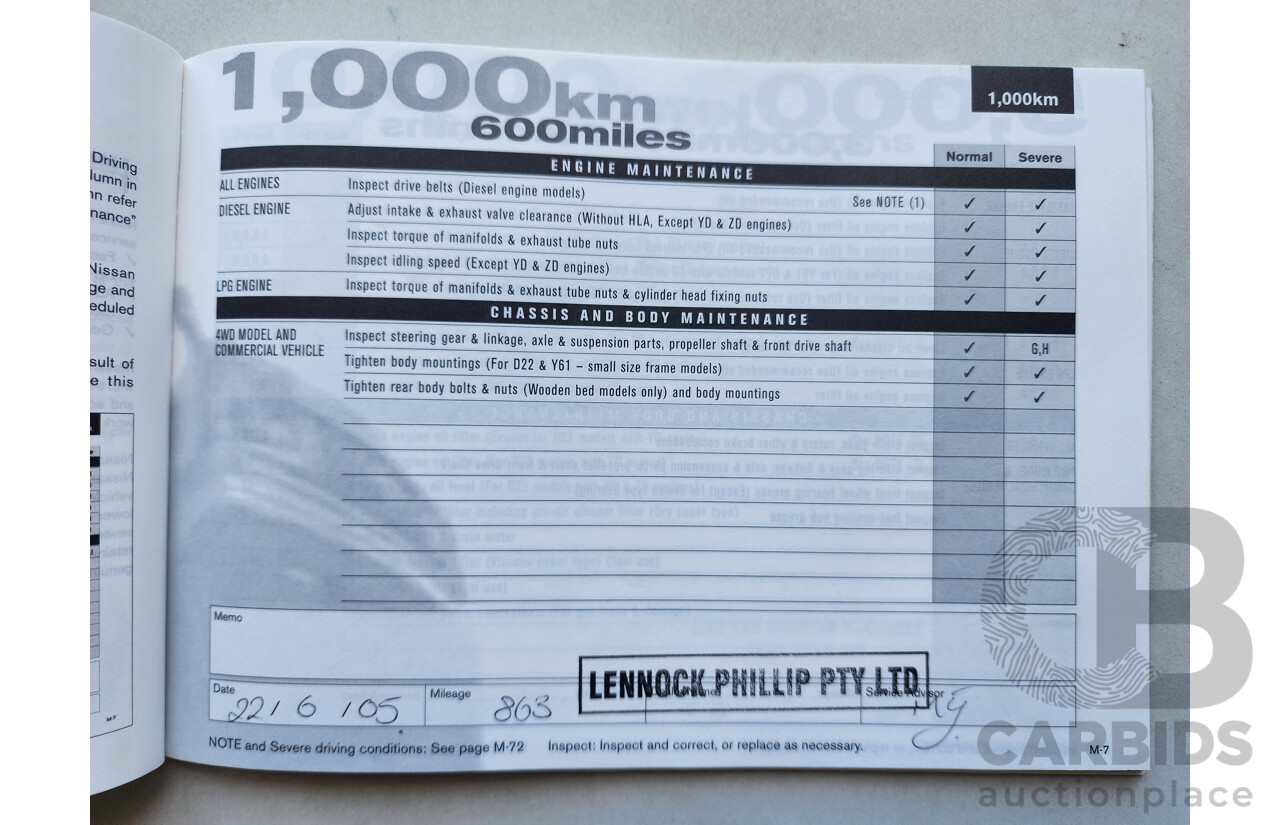 Driving
lumn in
nn refer
nance"
Nissan
ge and
eduled
sult of
e this
M-7
1,000km
600miles
1,000km
Normal Severe
ENGINE MAINTENANCE
ALL ENGINES Inspect drive belts (Diesel engine models) See NOTE (1) ✓ ✓
DIESEL ENGINE Adjust intake & exhaust valve clearance (Without HLA, Except YD & ZD engines) ✓ ✓
Inspect torque of manifolds & exhaust tube nuts ✓ ✓
Inspect idling speed (Except YD & ZD engines) ✓ ✓
LPG ENGINE Inspect torque of manifolds & exhaust tube nuts & cylinder head fixing nuts ✓ ✓
CHASSIS AND BODY MAINTENANCE
4WD MODEL AND
COMMERCIAL VEHICLE
Inspect steering gear & linkage, axle & suspension parts, propeller shaft & front drive shaft ✓ G,H
Tighten body mountings (For D22 & Y61 – small size frame models) ✓ ✓
Tighten rear body bolts & nuts (Wooden bed models only) and body mountings ✓ ✓
Memo
LENNOCK PHILLIP PTY LTD
Date 22/6/05 Mileage 863 Service Advisor
NOTE and Severe driving conditions: See page M-72 Inspect: Inspect and correct, or replace as necessary. M-7
CB
CARBIDS
auctionplace